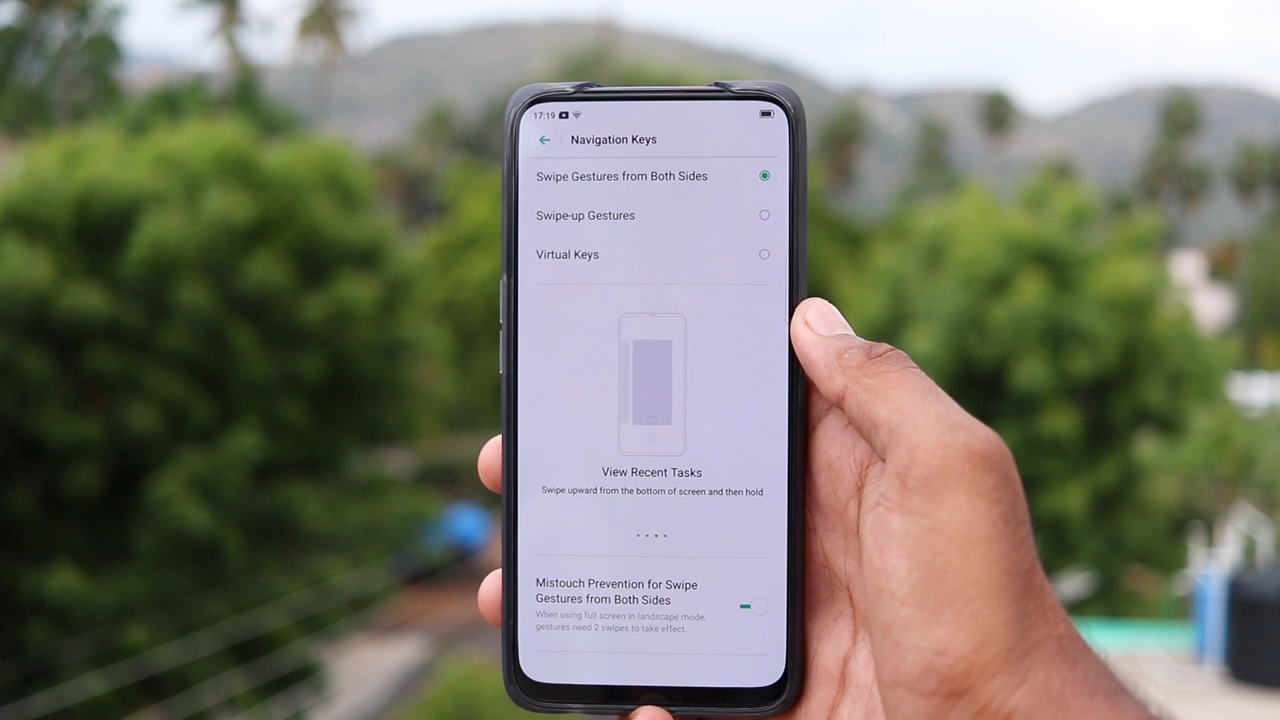 17:19
Navigation Keys
Swipe Gestures from Both Sides
Swipe-up Gestures
Virtual Keys
View Recent Tasks
Swipe upward from the bottom of screen and then hold
Mistouch Prevention for Swipe
Gestures from Both Sides
When using full screen in landscape mode,
gestures need 2 swipes to take effect.